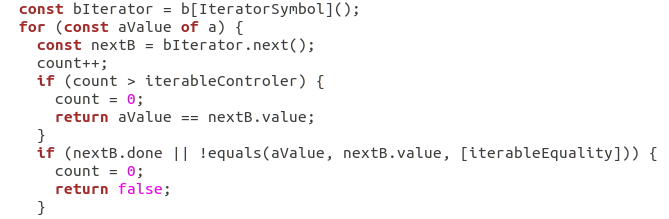 const bIterator = b[IteratorSymbol]();
for (const aValue of a) {
const nextB = bIterator.next();
count++;
if (count > iterableControler) {
count = 0;
return aValue == nextB.value;
}
if (nextB.done || !equals(aValue, nextB.value, [iterableEquality])) {
count = 0;
return false;
}